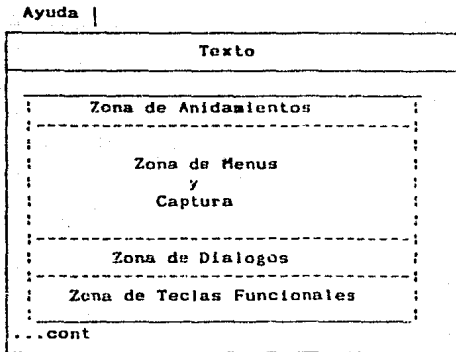 Ayuda
Texto
Zona de Anidamientos
Zona de Menus
y
Captura
Zona de Dialogos
Zona de Teclas Funcionales
...cont